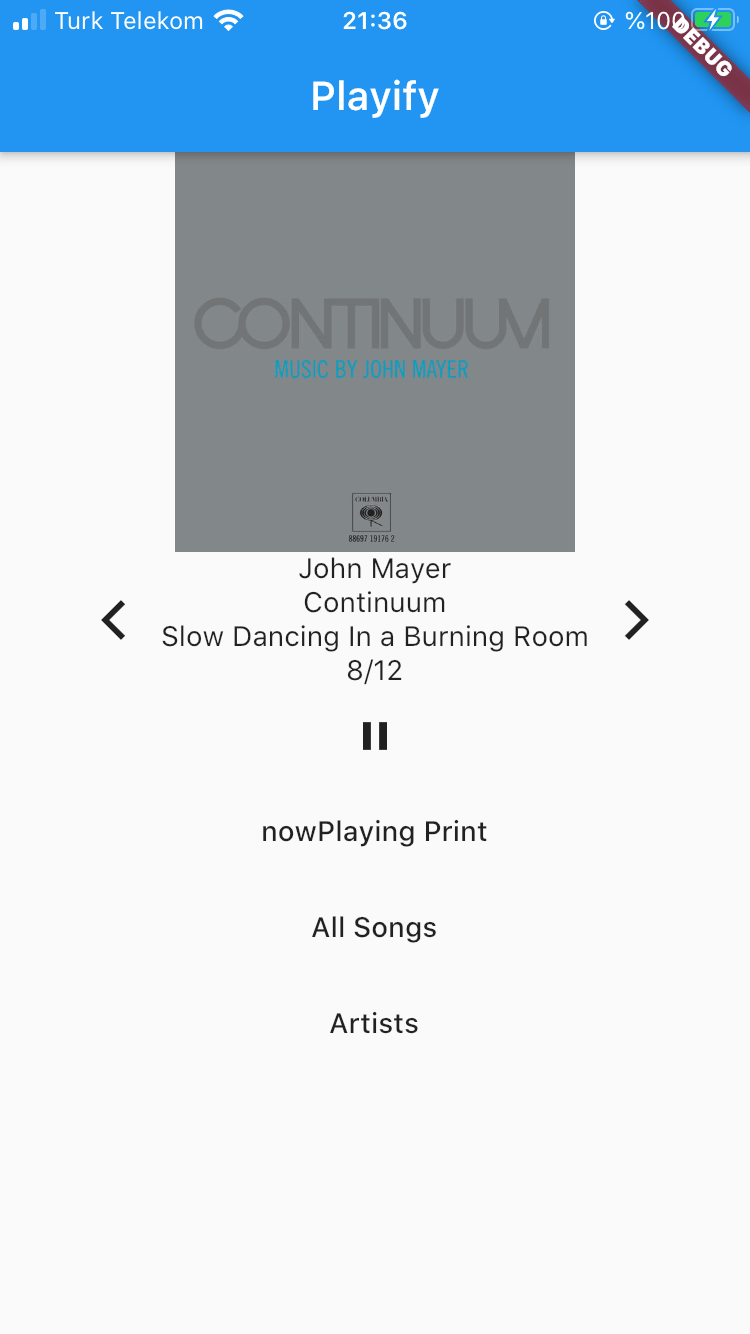 Turk Telekom 21:36 %100
DEBUG
Playify
CONTINUUM
MUSIC BY JOHN MAYER
COLUMBIA
88697 19176 2
John Mayer
Continuum
Slow Dancing In a Burning Room
8/12
nowPlaying Print
All Songs
Artists